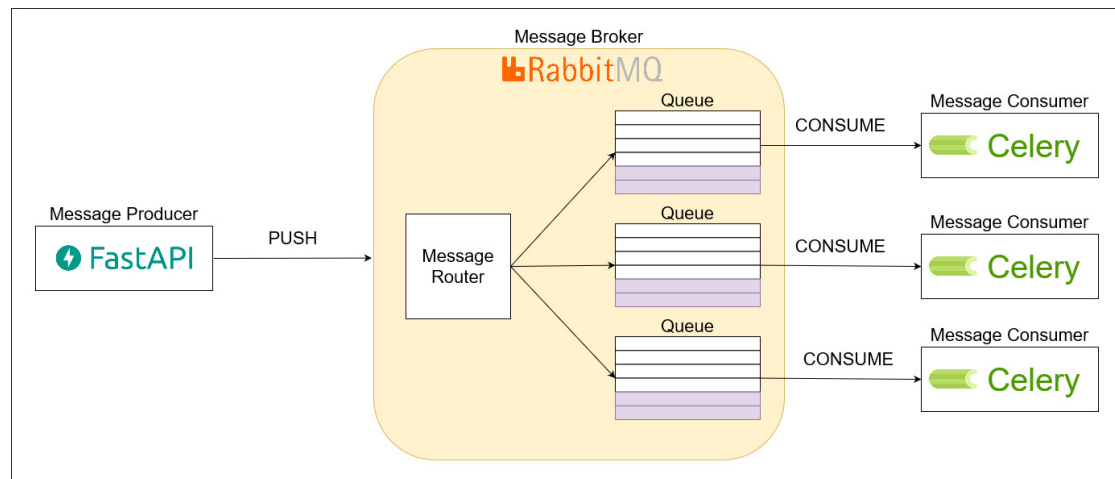 Message Broker
RabbitMQ
Queue
Message Consumer
CONSUME
Celery
Message Producer
FastAPI
PUSH
Message
Router
Queue
Message Consumer
CONSUME
Celery
Queue
Message Consumer
CONSUME
Celery